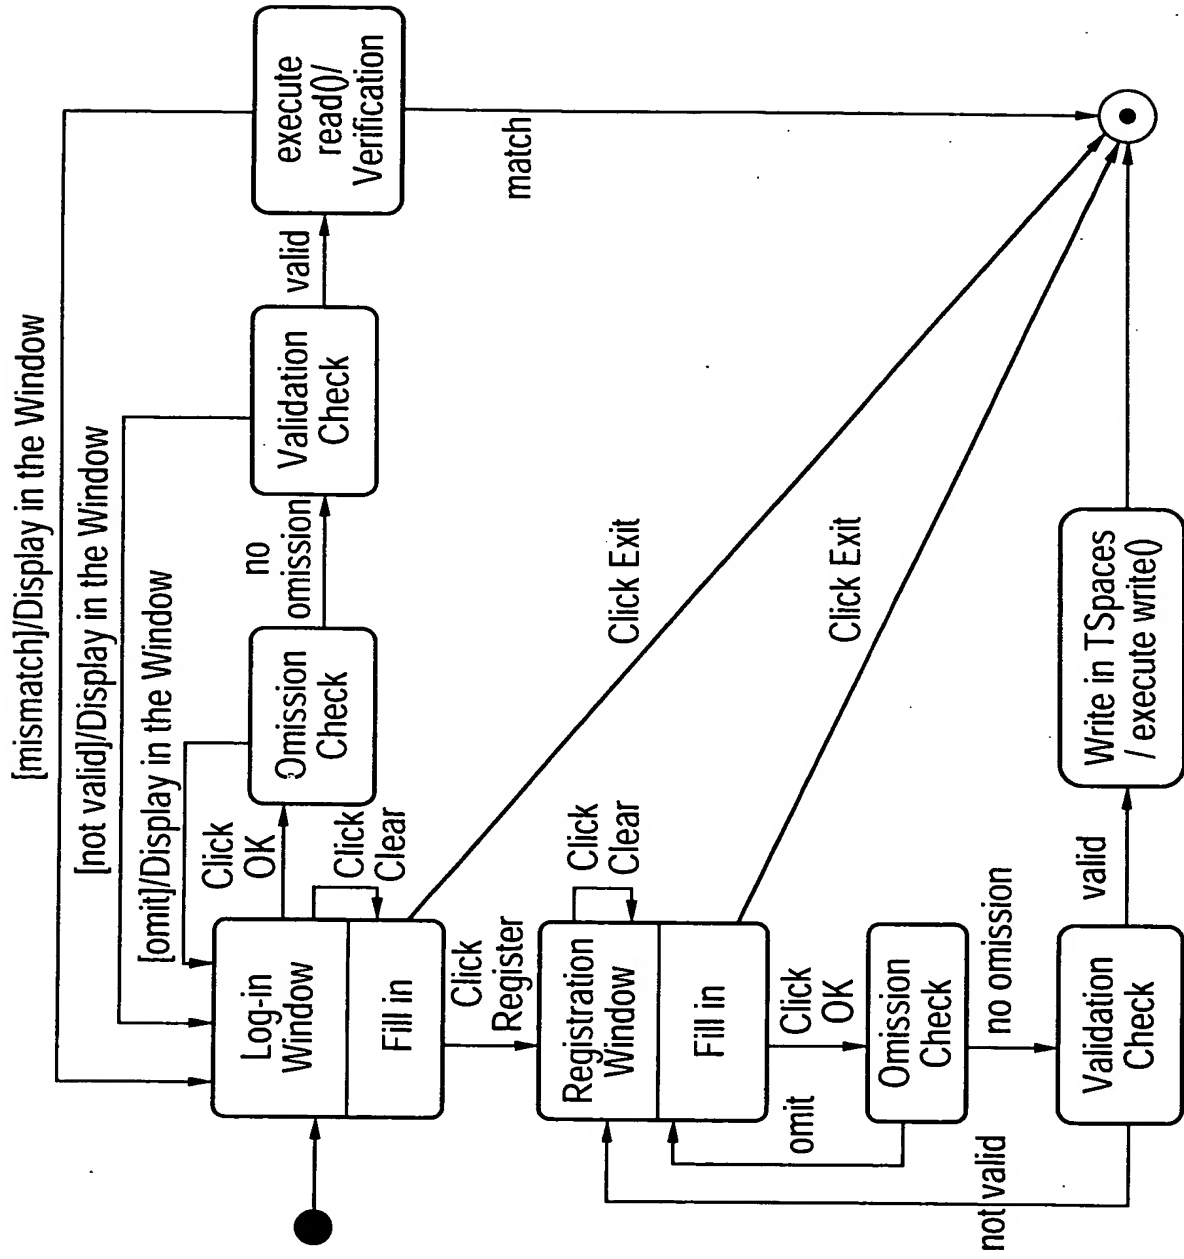 [mismatch]/Display in the Window
[not valid]/Display in the Window
[omit]/Display in the Window
Log-in
Window
Fill in
Click
OK
Click
Clear
Omission
Check
no
omission
Validation
Check
valid
execute
read()/
Verification
match
Click
Register
Click Exit
Registration
Window
Fill in
Click
Clear
Click Exit
Click
OK
omit
Omission
Check
no omission
not valid
Validation
Check
valid
Write in TSpaces
/ execute write()